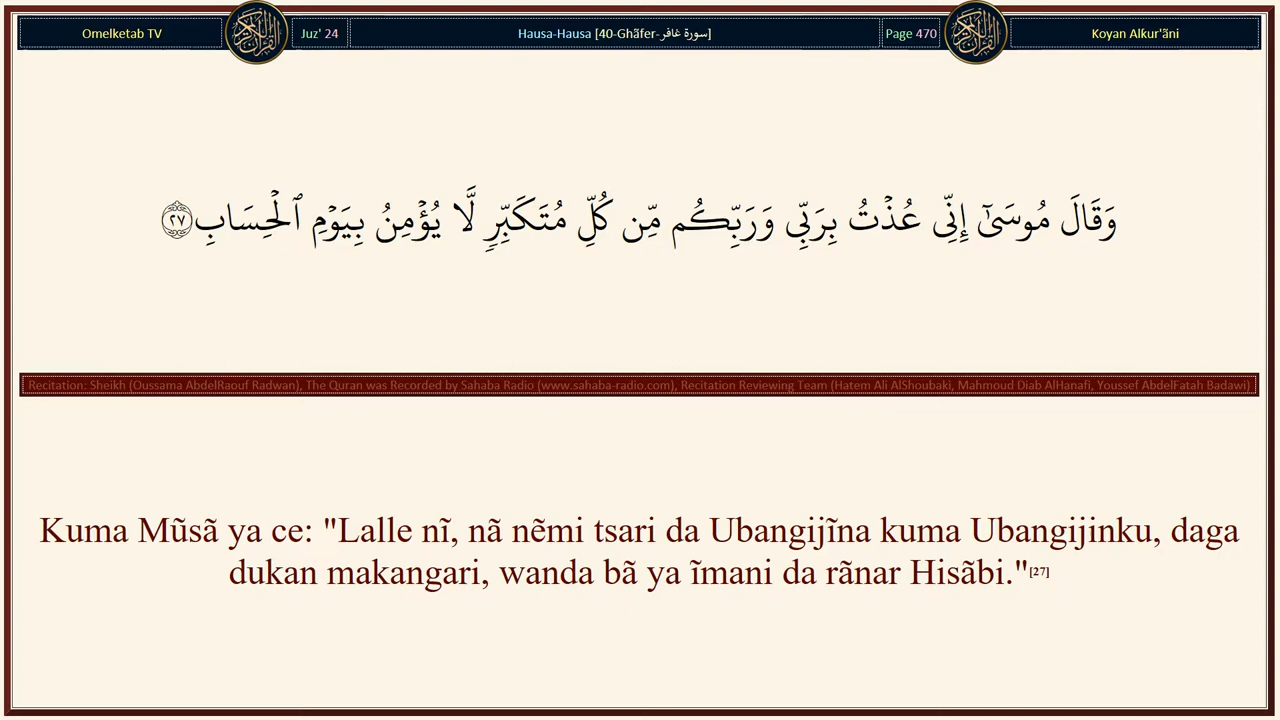 Omelketab TV
Juz' 24
Hausa-Hausa [40-Ghãfer-سورة غافر]
Page 470
Koyan Alƙur'ãni
وَقَالَ مُوسَىٰٓ إِنِّى عُذْتُ بِرَبِّى وَرَبِّكُم مِّن كُلِّ مُتَكَبِّرٍ لَّا يُؤْمِنُ بِيَوْمِ ٱلْحِسَابِ ٢٧
Recitation: Sheikh (Oussama AbdelRaouf Radwan), The Quran was Recorded by Sahaba Radio (www.sahaba-radio.com), Recitation Reviewing Team (Hatem Ali AlShoubaki, Mahmoud Diab AlHanafi, Youssef AbdelFatah Badawi)
Kuma Mũsã ya ce: "Lalle nĩ, nã nẽmi tsari da Ubangijĩna kuma Ubangijinku, daga
dukan makangari, wanda bã ya ĩmani da rãnar Hisãbi."[27]